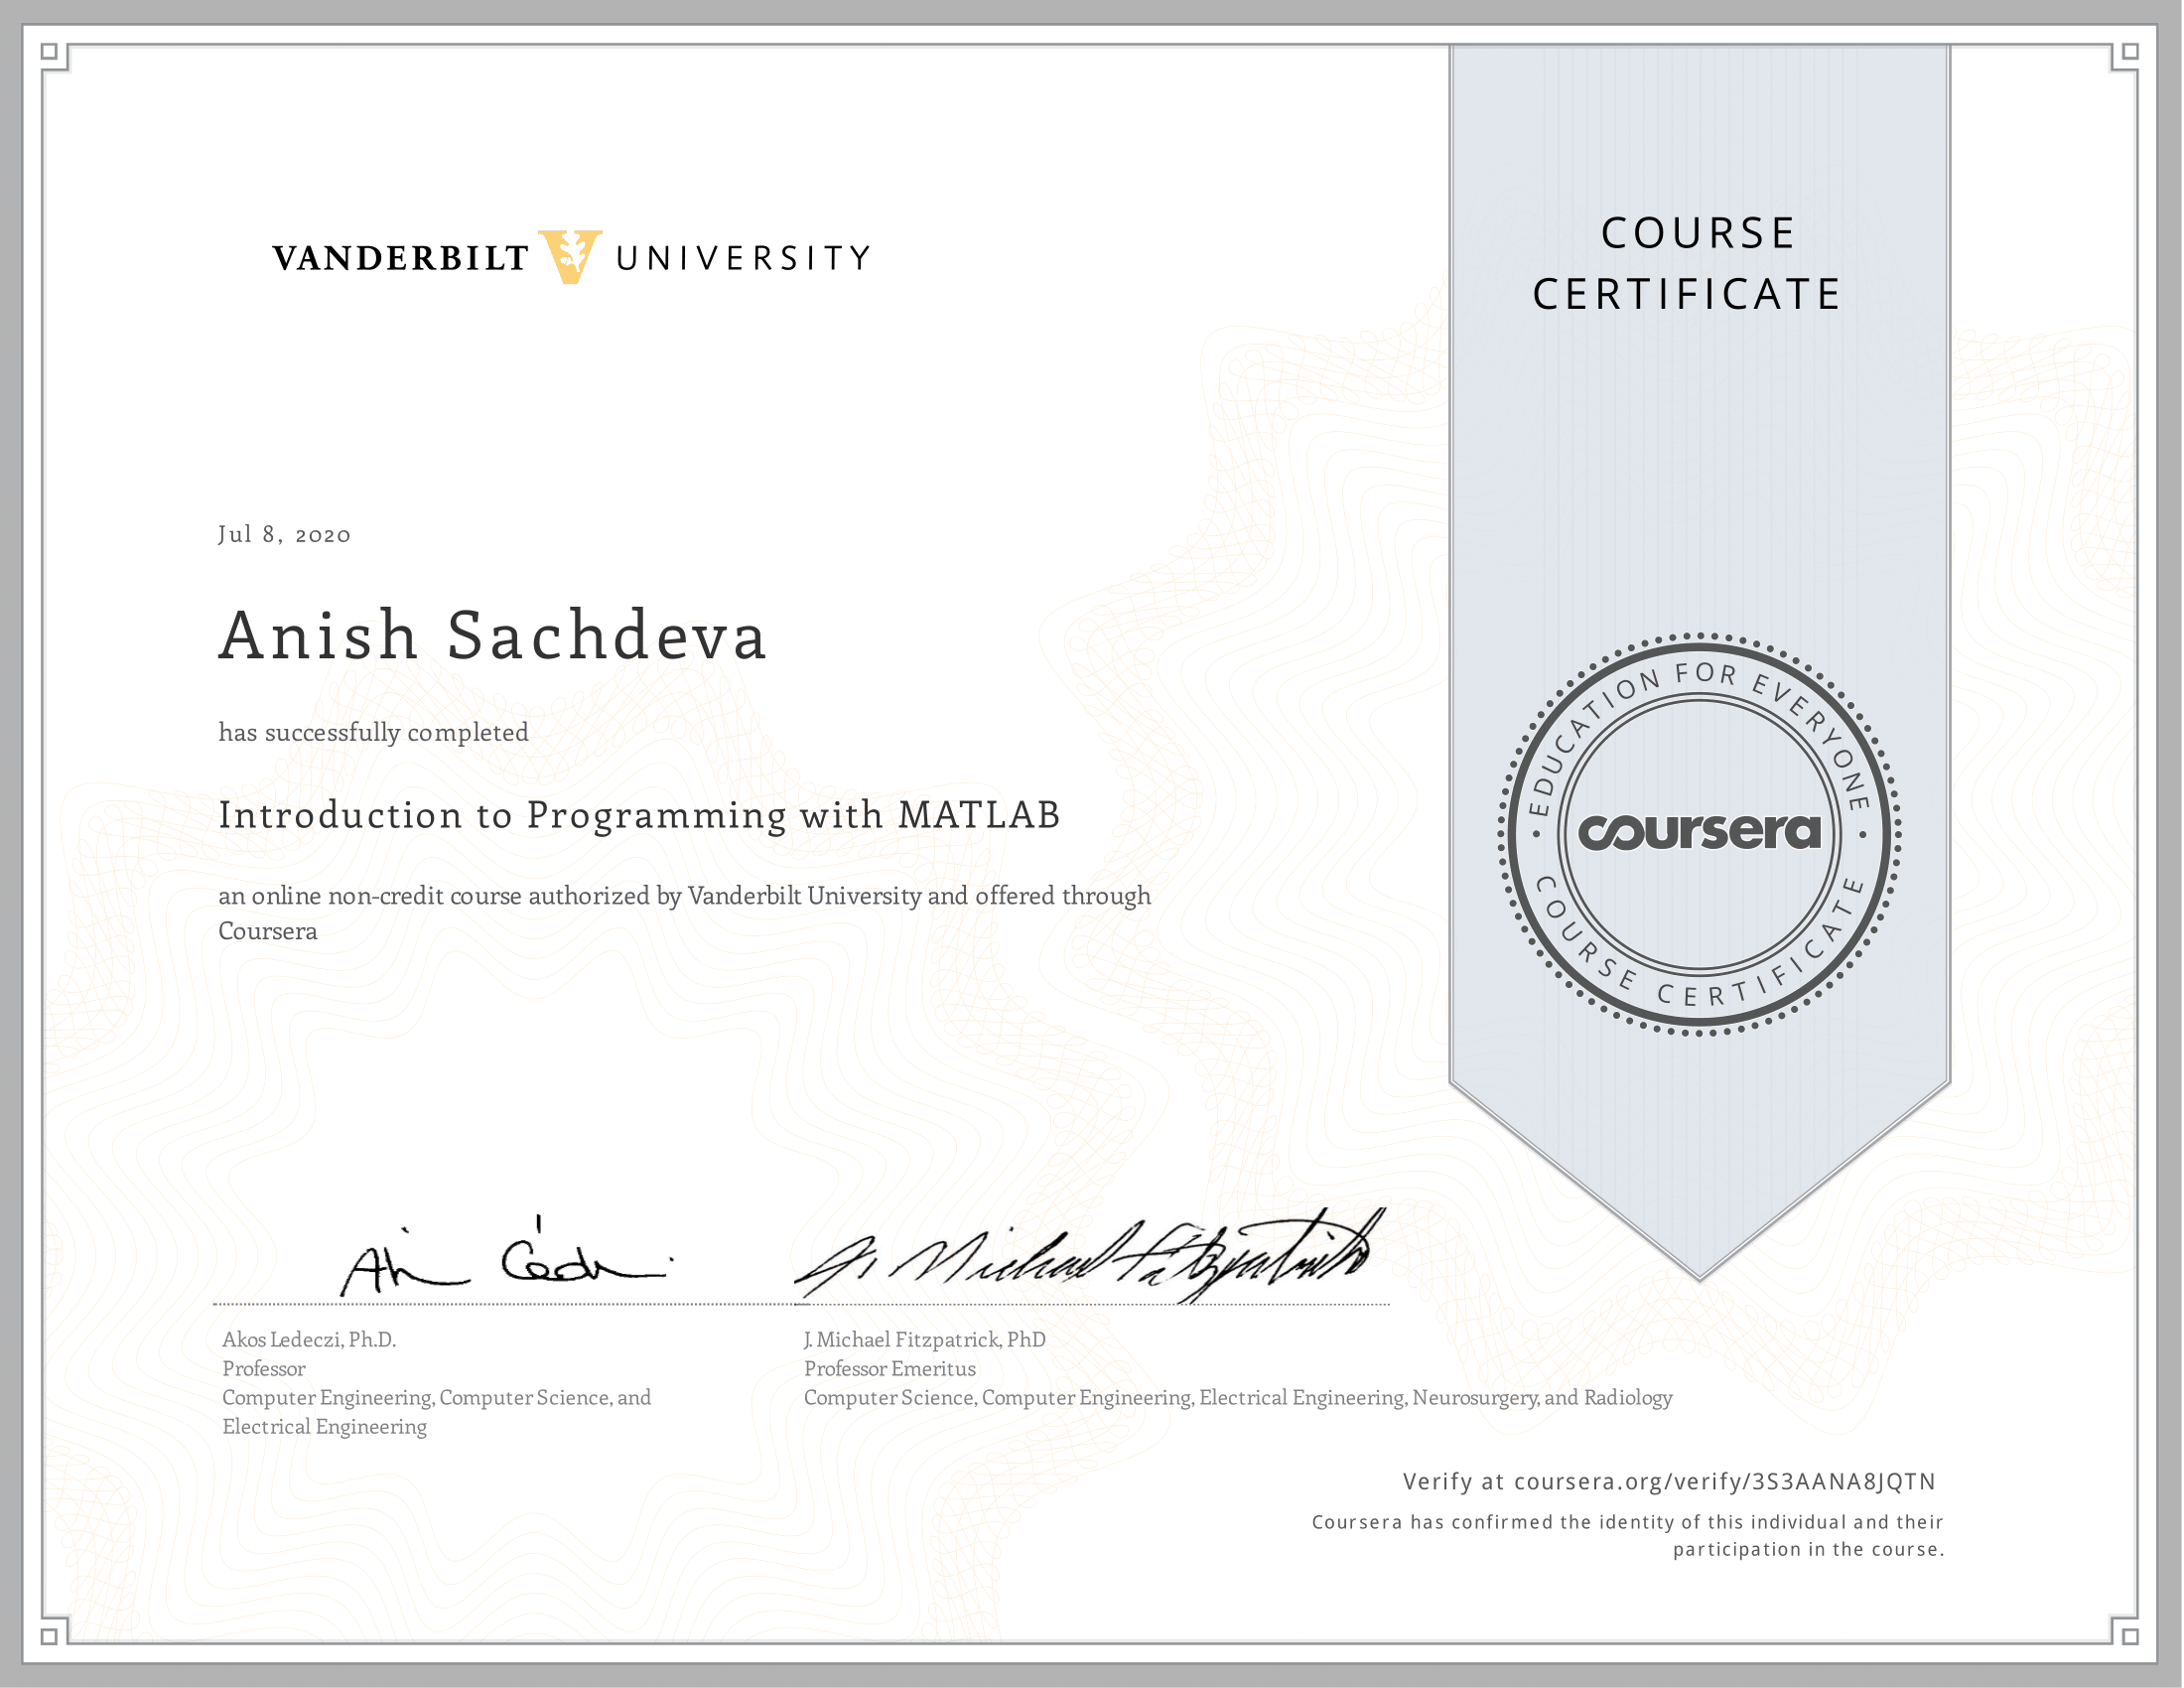 VANDERBILT V UNIVERSITY
COURSE
CERTIFICATE
Jul 8, 2020
Anish Sachdeva
has successfully completed
Introduction to Programming with MATLAB
an online non-credit course authorized by Vanderbilt University and offered through
Coursera
EDUCATION FOR EVERYONE
coursera
COURSE CERTIFICATE
J. Michael Fitzpatrick
Akos Ledeczi, Ph.D.
Professor
Computer Engineering, Computer Science, and
Electrical Engineering
J. Michael Fitzpatrick, PhD
Professor Emeritus
Computer Science, Computer Engineering, Electrical Engineering, Neurosurgery, and Radiology
Verify at coursera.org/verify/3S3AANA8JQTN
Coursera has confirmed the identity of this individual and their
participation in the course.